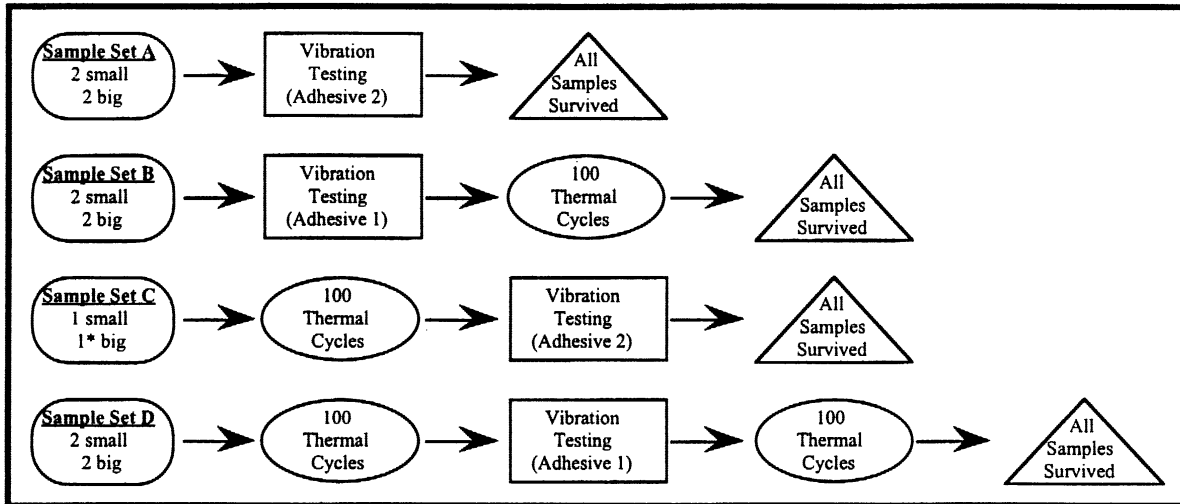 Sample Set A
2 small
2 big
Vibration
Testing
(Adhesive 2)
All
Samples
Survived
Sample Set B
2 small
2 big
Vibration
Testing
(Adhesive 1)
100
Thermal
Cycles
All
Samples
Survived
Sample Set C
1 small
1* big
100
Thermal
Cycles
Vibration
Testing
(Adhesive 2)
All
Samples
Survived
Sample Set D
2 small
2 big
100
Thermal
Cycles
Vibration
Testing
(Adhesive 1)
100
Thermal
Cycles
All
Samples
Survived